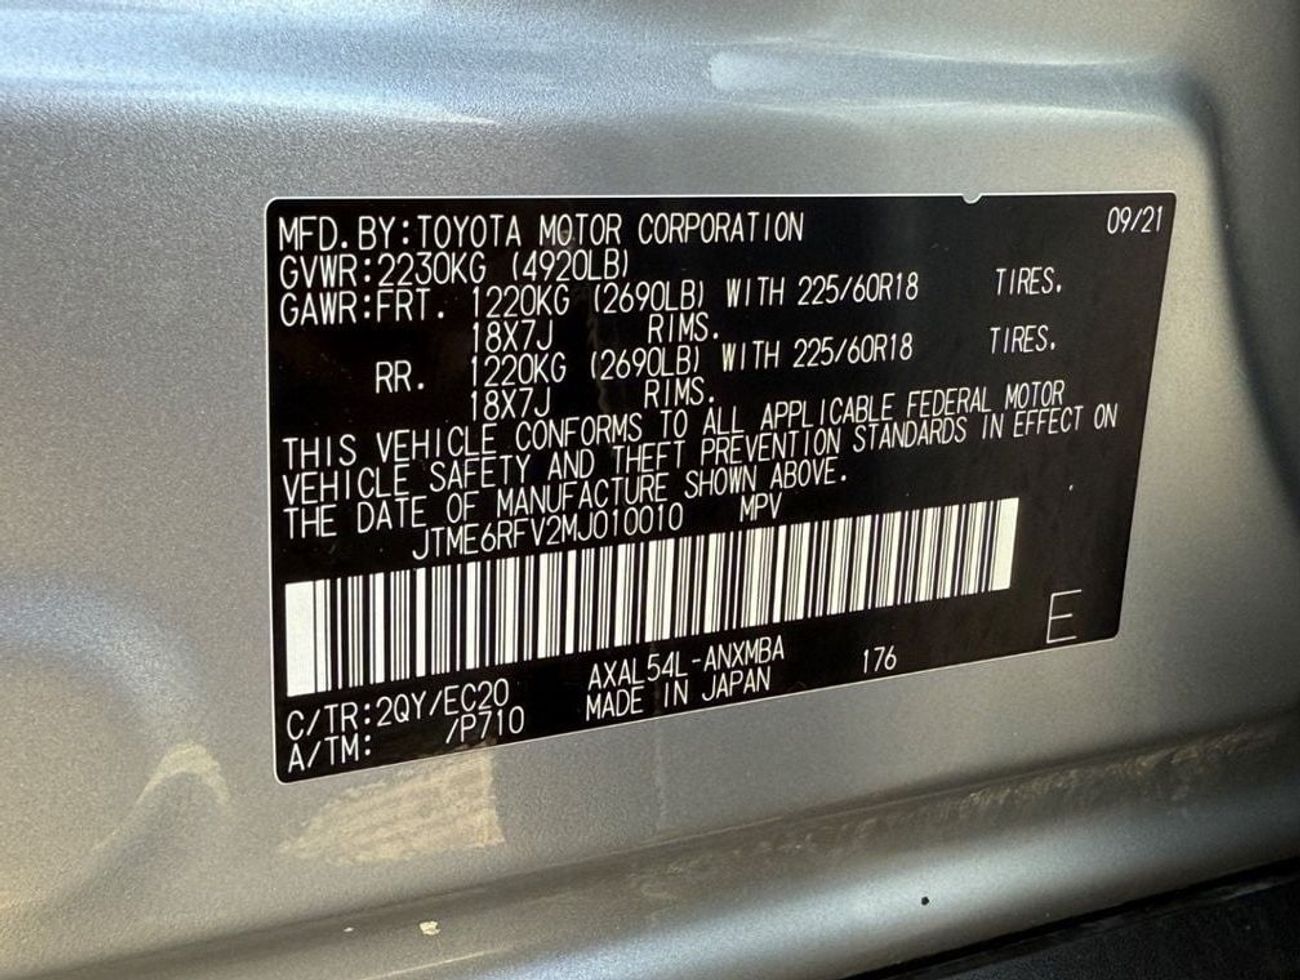 MFD.BY:TOYOTA MOTOR CORPORATION 09/21
GVWR:2230KG (4920LB)
GAWR:FRT. 1220KG (2690LB) WITH 225/60R18 TIRES.
18X7J RIMS.
RR. 1220KG (2690LB) WITH 225/60R18 TIRES.
18X7J RIMS.
THIS VEHICLE CONFORMS TO ALL APPLICABLE FEDERAL MOTOR
VEHICLE SAFETY AND THEFT PREVENTION STANDARDS IN EFFECT ON
THE DATE OF MANUFACTURE SHOWN ABOVE.
JTME6RFV2MJ010010 MPV
E
C/TR:2QY/EC20 AXAL54L-ANXMBA 176
A/TM: /P710 MADE IN JAPAN